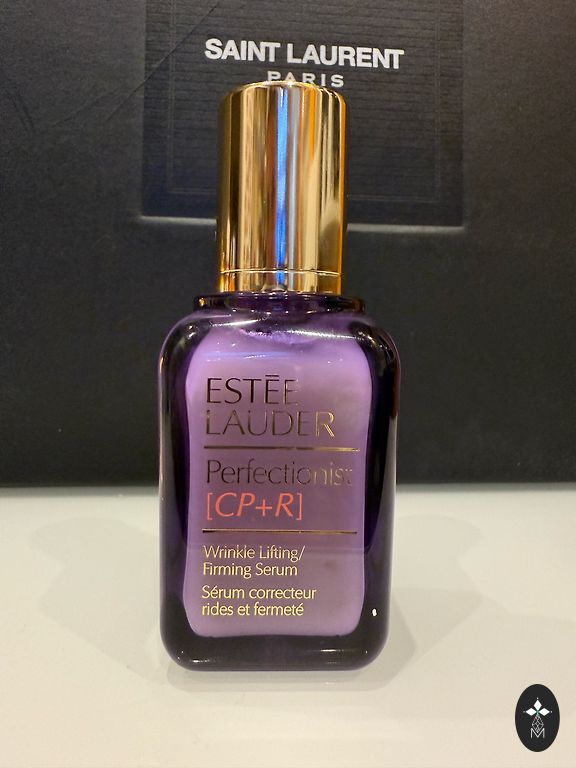 SAINT LAURENT
PARIS
ESTĒE
LAUDER
Perfectionist
[CP+R]
Wrinkle Lifting/
Firming Serum
Sérum correcteur
rides et fermeté
M